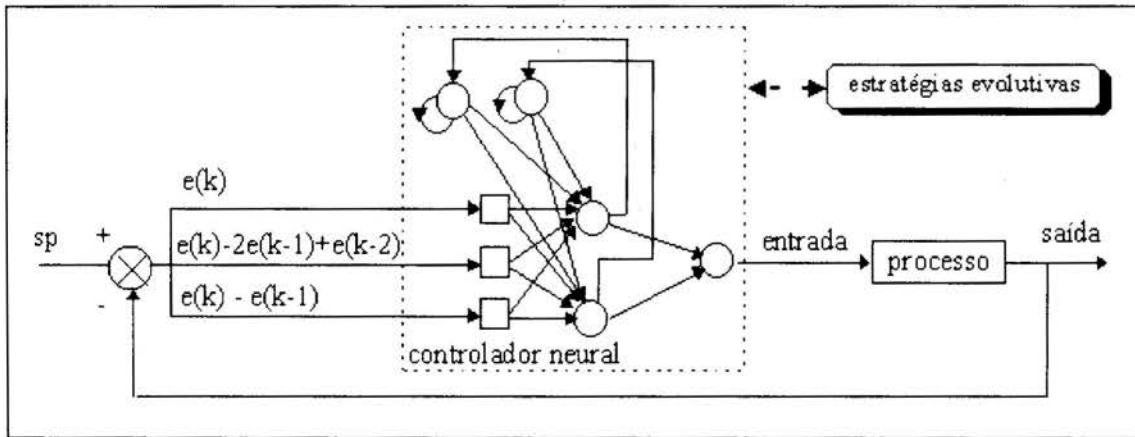 estratégias evolutivas
e(k)
sp
+
e(k)-2e(k-1)+e(k-2)
-
e(k) - e(k-1)
entrada
processo
saída
controlador neural